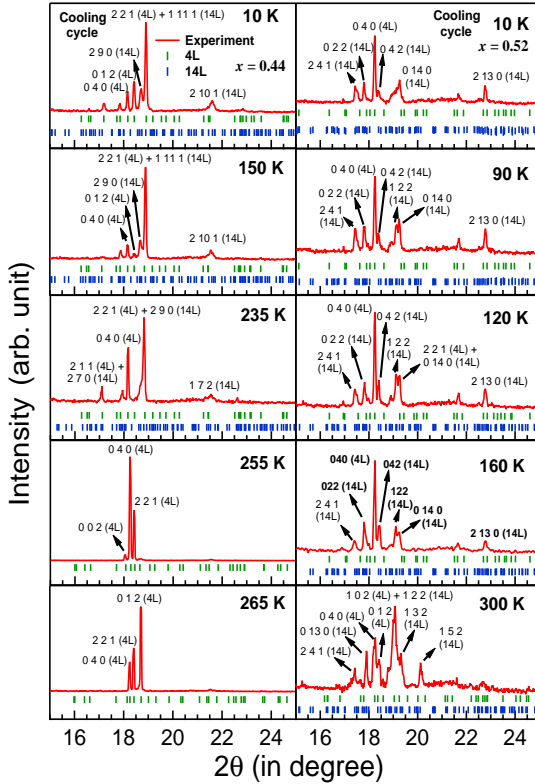 Intensity (arb. unit)
Cooling cycle
2 2 1 (4L) + 1 11 1 (14L)
10 K
Experiment
4L
14L
x = 0.44
2 9 0 (14L)
0 1 2 (4L)
0 4 0 (4L)
2 10 1 (14L)
2 2 1 (4L) + 1 11 1 (14L)
150 K
2 9 0 (14L)
0 1 2 (4L)
0 4 0 (4L)
2 10 1 (14L)
2 2 1 (4L) + 2 9 0 (14L)
235 K
0 4 0 (4L)
2 1 1 (4L) +
2 7 0 (14L)
1 7 2 (14L)
0 4 0 (4L)
255 K
2 2 1 (4L)
0 0 2 (4L)
0 1 2 (4L)
265 K
2 2 1 (4L)
0 4 0 (4L)
16 18 20 22 24
0 4 0 (4L)
Cooling
cycle
10 K
x = 0.52
0 2 2 (14L)
0 4 2 (14L)
2 4 1 (14L)
0 14 0
(14L)
2 13 0 (14L)
0 4 0 (4L)
90 K
0 4 2 (14L)
0 2 2 (14L)
1 2 2
(14L)
0 14 0
(14L)
2 4 1
(14L)
2 13 0 (14L)
0 4 0 (4L)
120 K
0 4 2 (14L)
0 2 2 (14L)
1 2 2
(14L)
2 2 1 (4L) +
0 14 0 (14L)
2 4 1
(14L)
2 13 0 (14L)
040 (4L)
160 K
042 (14L)
022 (14L)
122
(14L)
0 14 0
(14L)
2 4 1
(14L)
2 13 0 (14L)
1 0 2 (4L) + 1 2 2 (14L)
300 K
0 4 0 (4L)
0 1 2
(4L)
1 3 2
(14L)
0 13 0 (14L)
2 4 1 (14L)
1 5 2
(14L)
16 18 20 22 24
2θ (in degree)